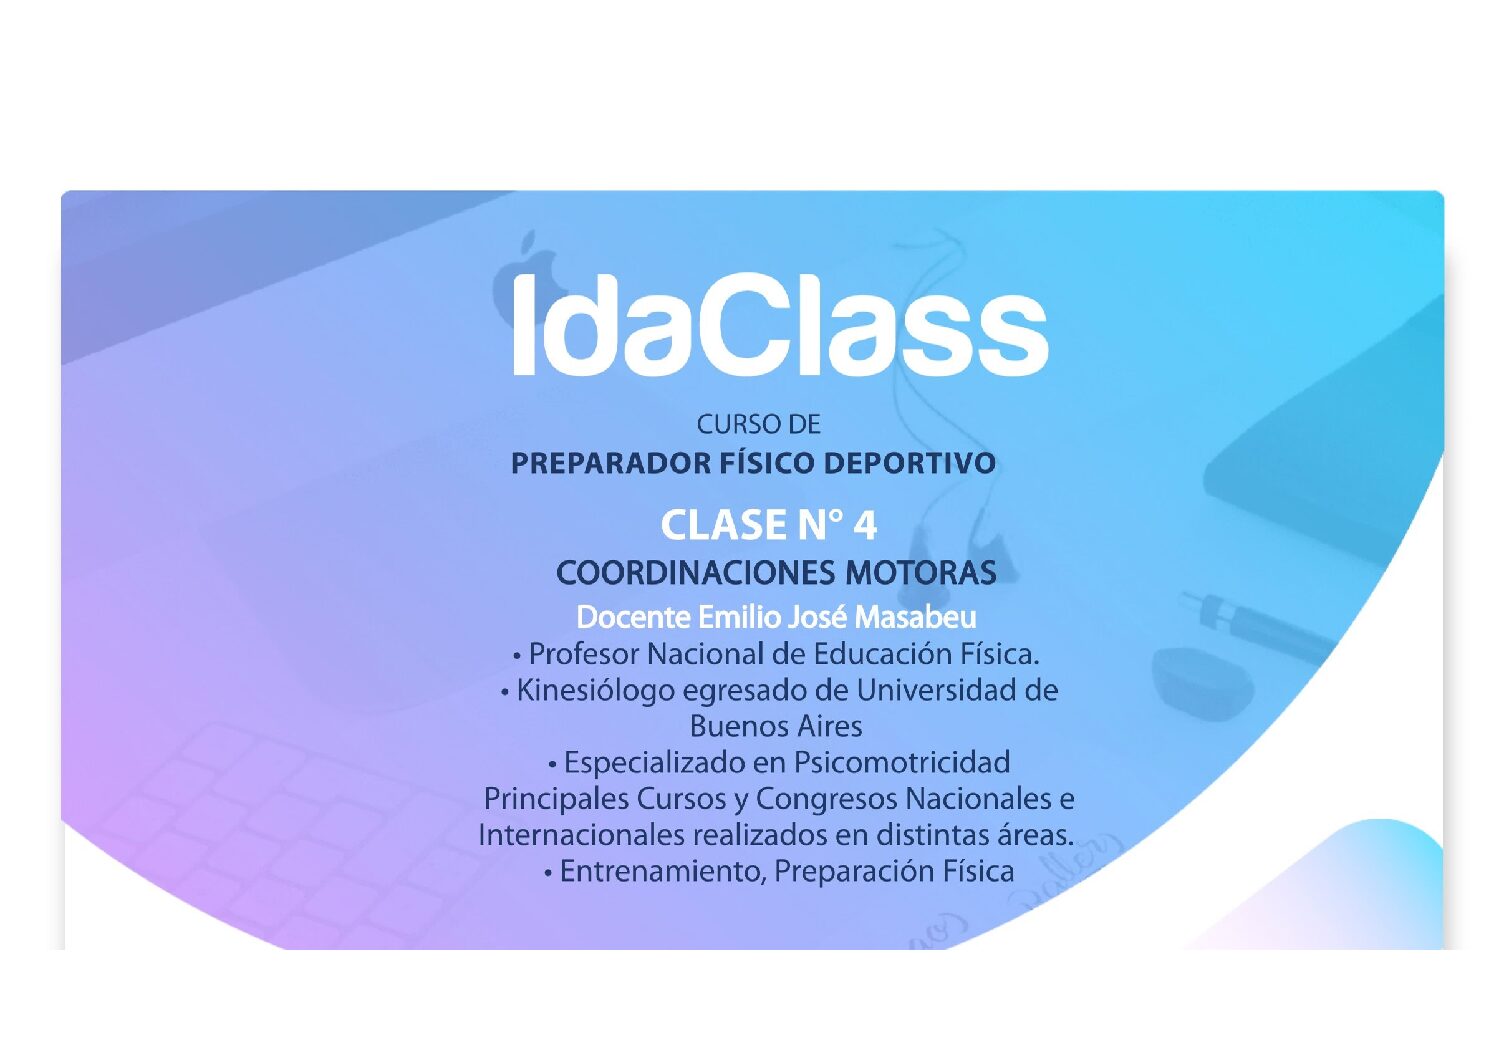 IdaClass
CURSO DE
PREPARADOR FÍSICO DEPORTIVO
CLASE N° 4
COORDINACIONES MOTORAS
Docente Emilio José Masabeu
• Profesor Nacional de Educación Física.
• Kinesiólogo egresado de Universidad de
Buenos Aires
• Especializado en Psicomotricidad
Principales Cursos y Congresos Nacionales e
Internacionales realizados en distintas áreas.
• Entrenamiento, Preparación Física